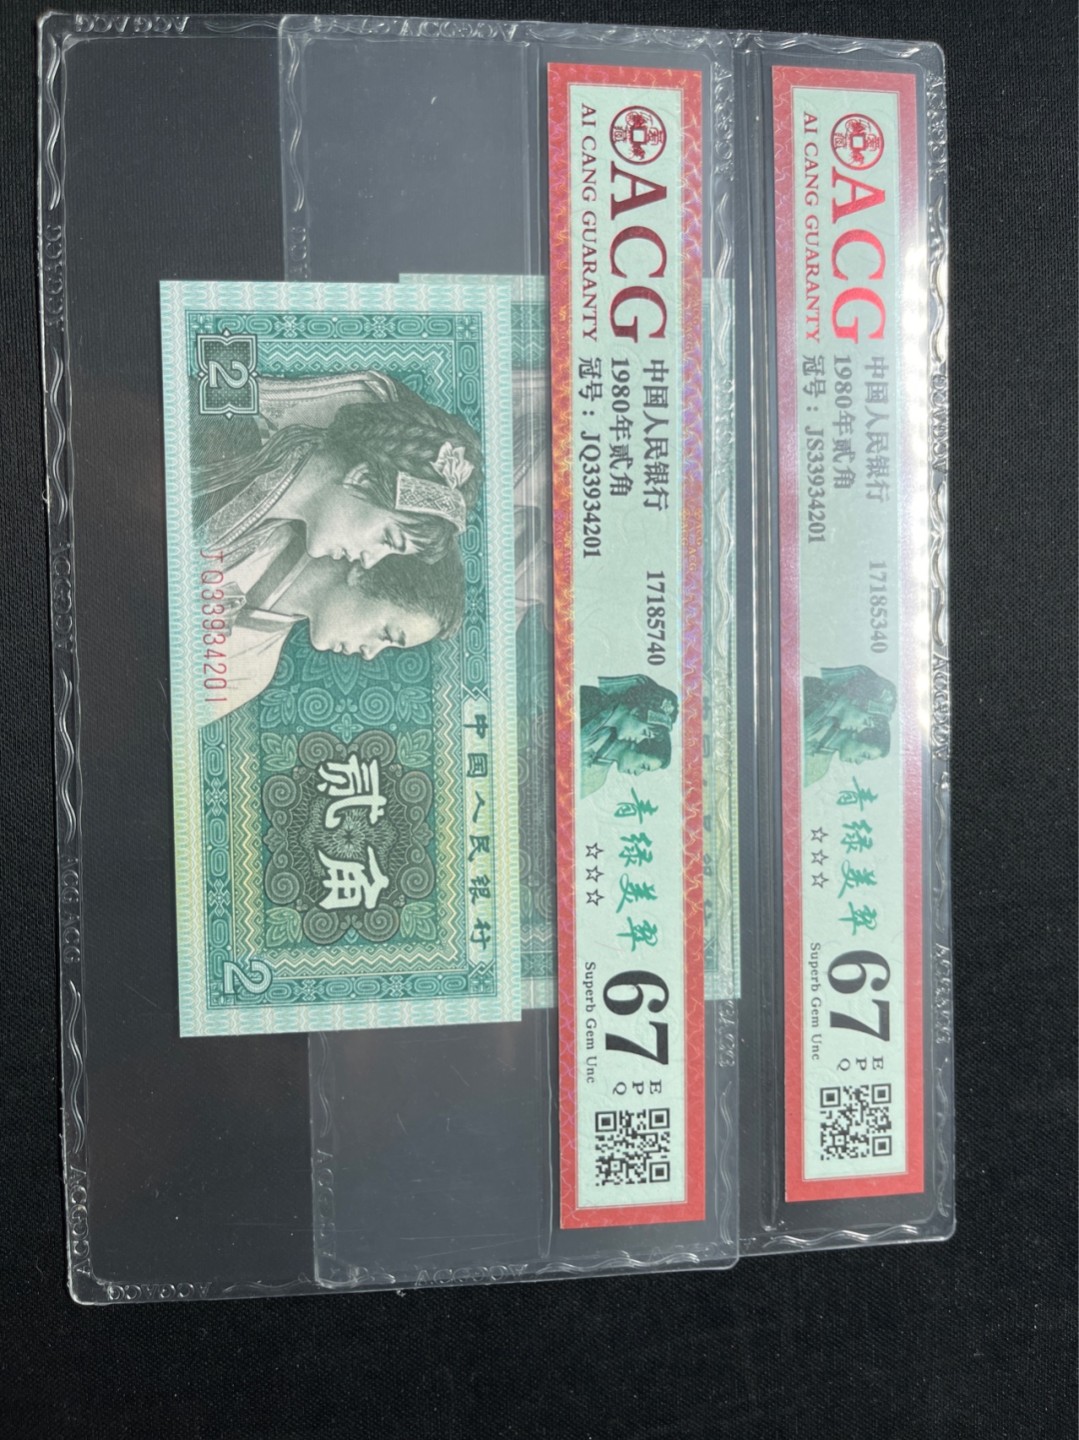 ACG
AI CANG GUARANTY
中国人民银行
1980年贰角
冠号：JS33934201
17185340
青绿美翠
☆☆☆
67
EPQ
Superb Gem Unc
ACG
AI CANG GUARANTY
中国人民银行
1980年贰角
冠号：JQ33934201
17185740
青绿美翠
☆☆☆
67
EPQ
Superb Gem Unc
中国人民银行
贰角
2
2
JQ33934201